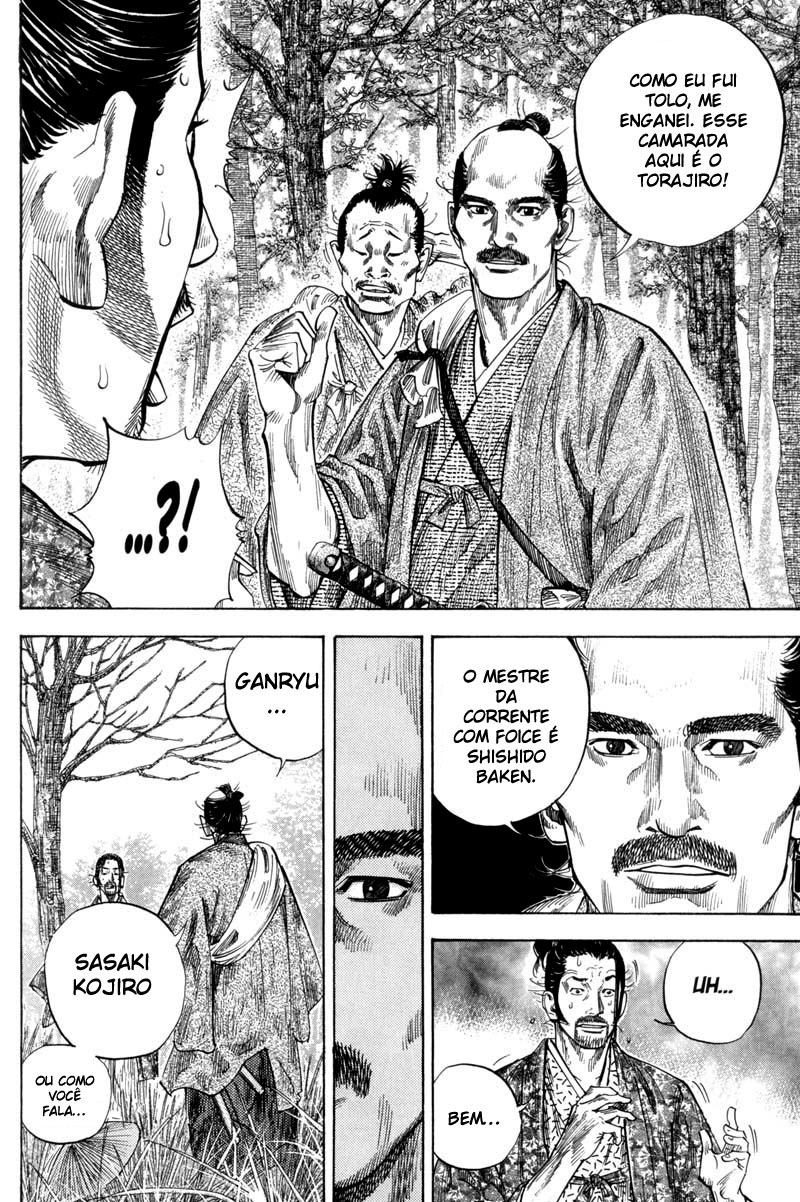 COMO EU FUI
TOLO, ME
ENGANEI. ESSE
CAMARADA
AQUI É O
TORAJIRO!
...?!
O MESTRE
DA
CORRENTE
COM FOICE É
SHISHIDO
BAKEN.
UH...
BEM...
GANRYU
...
SASAKI
KOJIRO
OU COMO
VOCÊ
FALA...